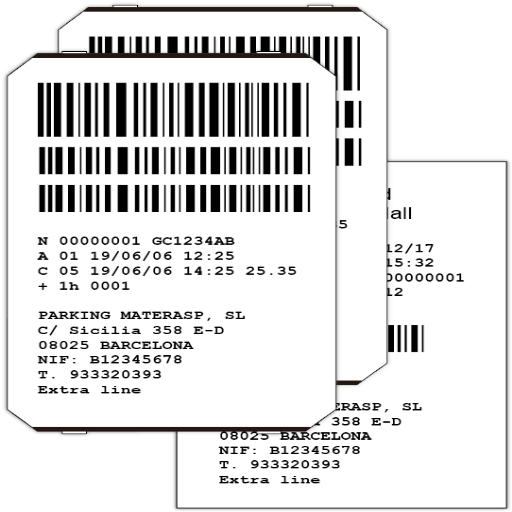 N 00000001 GC1234AB
A 01 19/06/06 12:25
C 05 19/06/06 14:25 25.35
+ 1h 0001
PARKING MATERASP, SL
C/ Sicilia 358 E-D
08025 BARCELONA
NIF: B12345678
T. 933320393
Extra line
5
d
all
12/17
15:32
00000001
12
ERASP, SL
358 E-D
08025 BARCELONA
NIF: B12345678
T. 933320393
Extra line